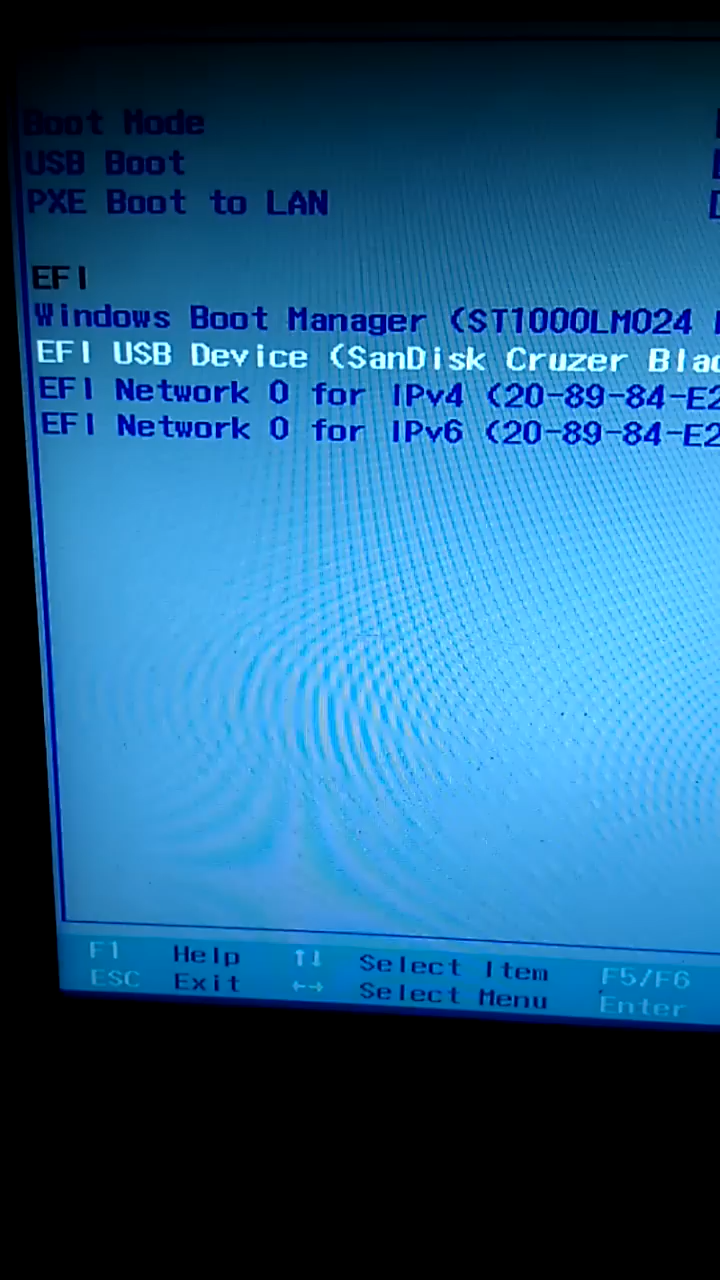 Boot Mode
USB Boot
PXE Boot to LAN
EFI
Windows Boot Manager (ST1000LM024
EFI USB Device (SanDisk Cruzer Blad
EFI Network 0 for IPv4 (20-89-84-E2
EFI Network 0 for IPv6 (20-89-84-E2
F1 Help ↑↓ Select Item F5/F6
ESC Exit ←→ Select Menu Enter